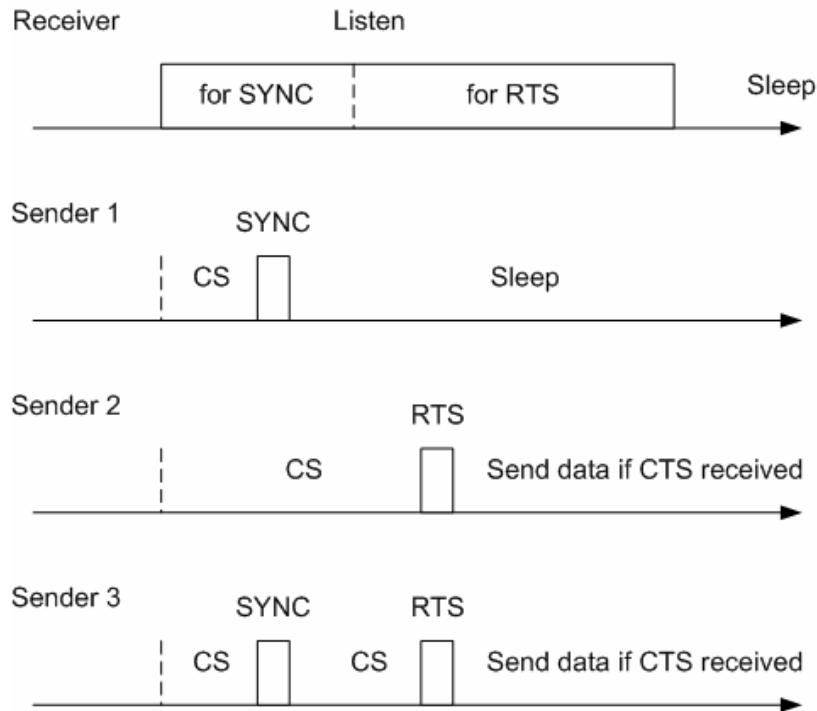 Receiver Listen
for SYNC for RTS Sleep
Sender 1
SYNC
CS Sleep
Sender 2
RTS
CS Send data if CTS received
Sender 3
SYNC RTS
CS CS Send data if CTS received